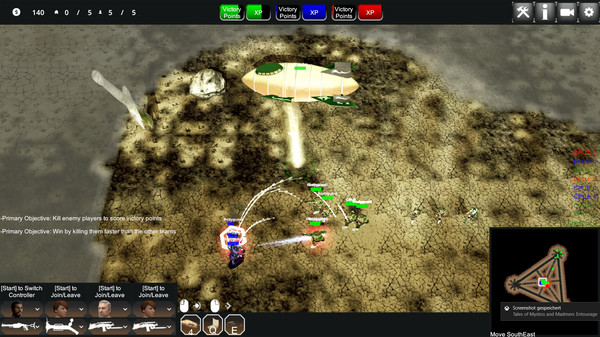 140 0 / 5 5 / 5
Victory Points XP Victory Points XP Victory Points XP
-Primary Objective: Kill enemy players to score victory points
-Primary Objective: Win by killing them faster than the other teams
[Start] to Switch Controller
[Start] to Join/Leave
[Start] to Join/Leave
[Start] to Join/Leave
4 Q E
Screenshot gespeichert
Tales of Mystics and Madmen: Entourage
Move SouthEast